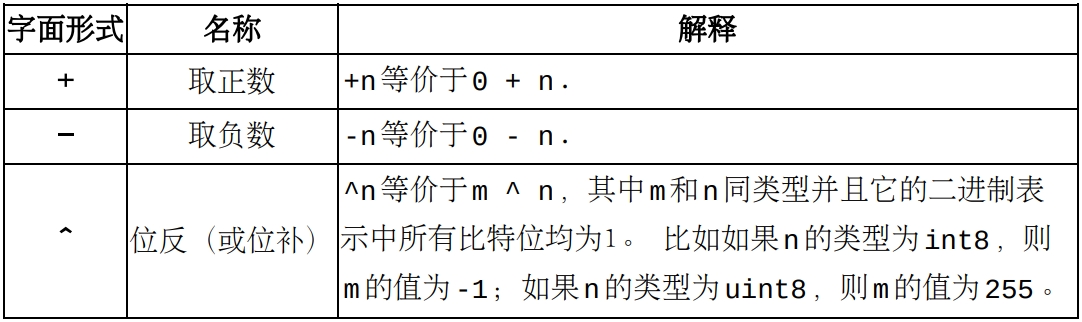 字面形式 名称 解释
+ 取正数 +n等价于0 + n.
- 取负数 -n等价于0 - n.
^n等价于m ^ n，其中m和n同类型并且它的二进制表
^ 位反（或位补） 示中所有比特位均为1。 比如如果n的类型为int8，则
m的值为-1；如果n的类型为uint8，则m的值为255。